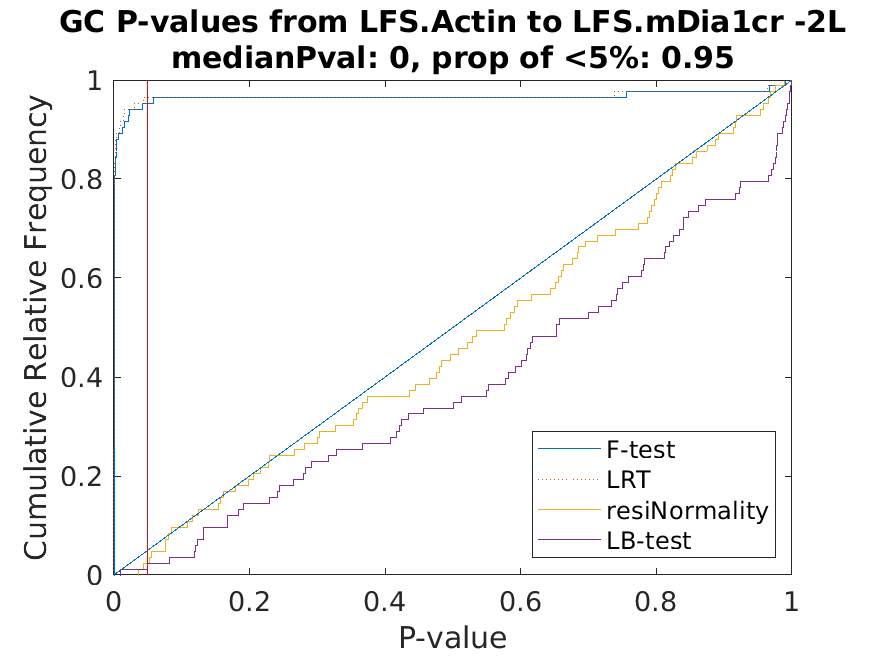 GC P-values from LFS.Actin to LFS.mDia1cr -2L
medianPval: 0, prop of <5%: 0.95
Cumulative Relative Frequency
1
0.8
0.6
0.4
0.2
0
0
0.2
0.4
0.6
0.8
1
P-value
F-test
LRT
resiNormality
LB-test